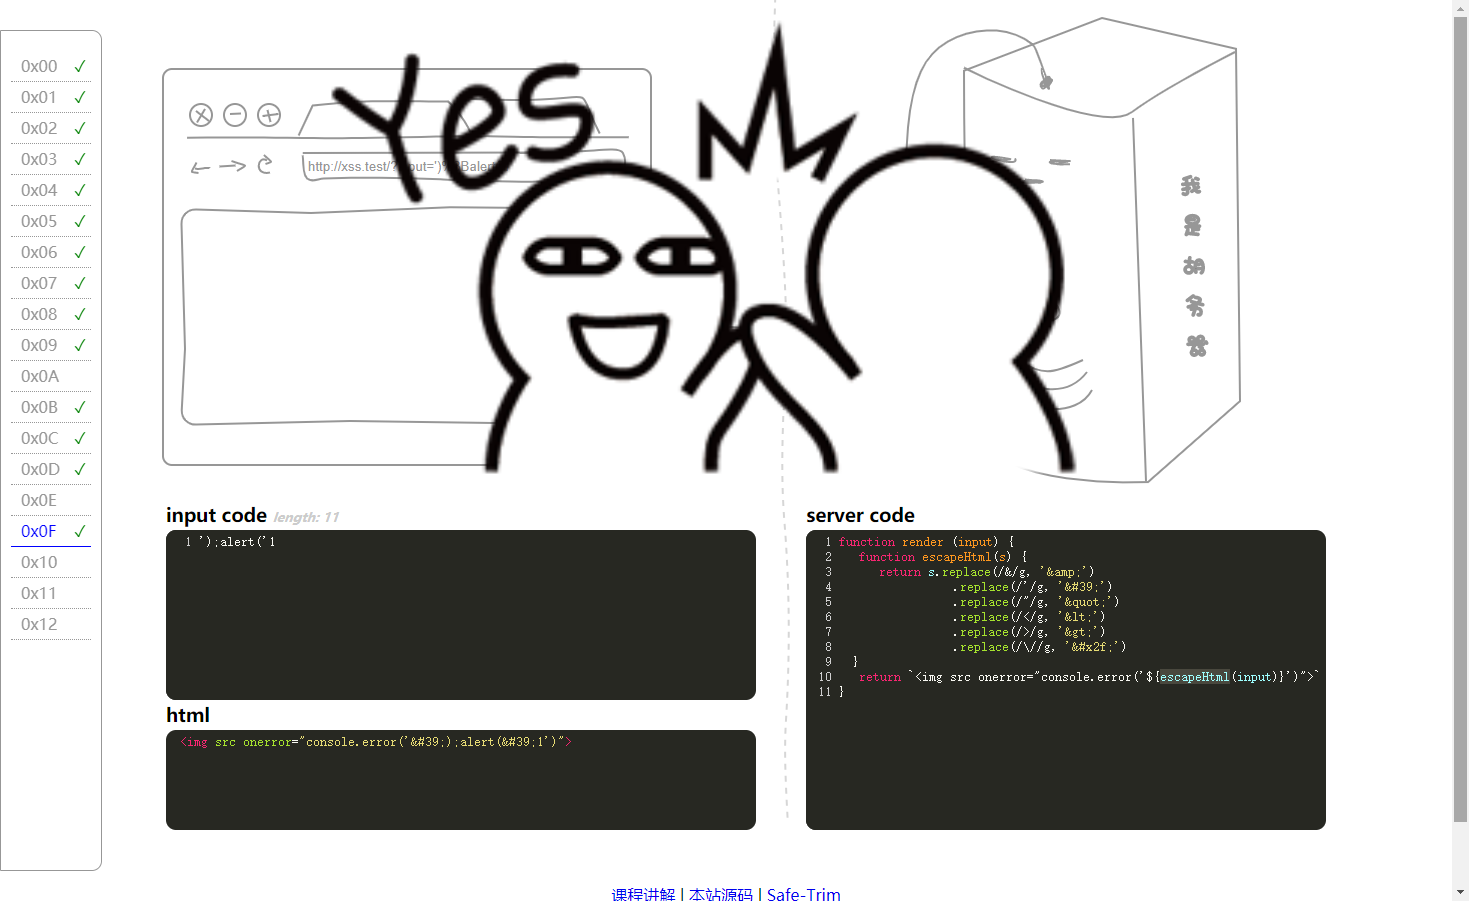 0x00 ✓
0x01 ✓
0x02 ✓
0x03 ✓
0x04 ✓
0x05 ✓
0x06 ✓
0x07 ✓
0x08 ✓
0x09 ✓
0x0A
0x0B ✓
0x0C ✓
0x0D ✓
0x0E
0x0F ✓
0x10
0x11
0x12
Yes
http://xss.test/?
我
是
服
务
器
input code length: 11
1 ');alert('1
html
<img src onerror="console.error('&#39;);alert(&#39;1')">
server code
1 function render (input) {
2 function escapeHtml(s) {
3 return s.replace(/&/g, '&amp;')
4 .replace(/'/g, '&#39;')
5 .replace(/"/g, '&quot;')
6 .replace(/</g, '&lt;')
7 .replace(/>/g, '&gt;')
8 .replace(/\//g, '&#x2f;')
9 }
10 return `<img src onerror="console.error('${escapeHtml(input)}')">`
11 }
课程讲解 | 本站源码 | Safe-Trim